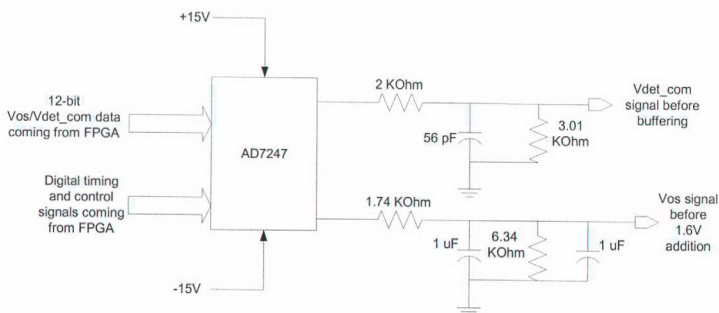 +15V
12-bit
Vos/Vdet_com data
coming from FPGA
Digital timing
and control
signals coming
from FPGA
AD7247
-15V
2 KOhm
56 pF
3.01
KOhm
Vdet_com
signal before
buffering
1.74 KOhm
1 uF
6.34
KOhm
1 uF
Vos signal
before
1.6V
addition